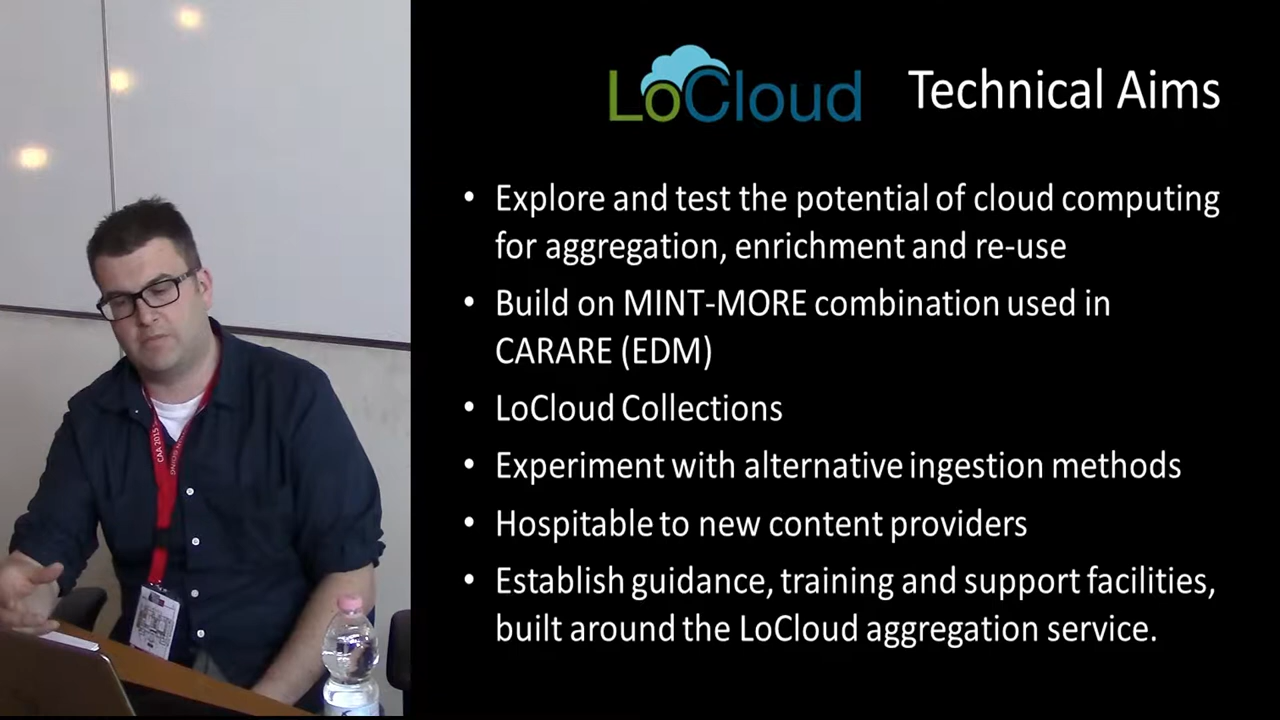 LoCloud Technical Aims
• Explore and test the potential of cloud computing
for aggregation, enrichment and re-use
• Build on MINT-MORE combination used in
CARARE (EDM)
• LoCloud Collections
• Experiment with alternative ingestion methods
• Hospitable to new content providers
• Establish guidance, training and support facilities,
built around the LoCloud aggregation service.
CAA 2015 S